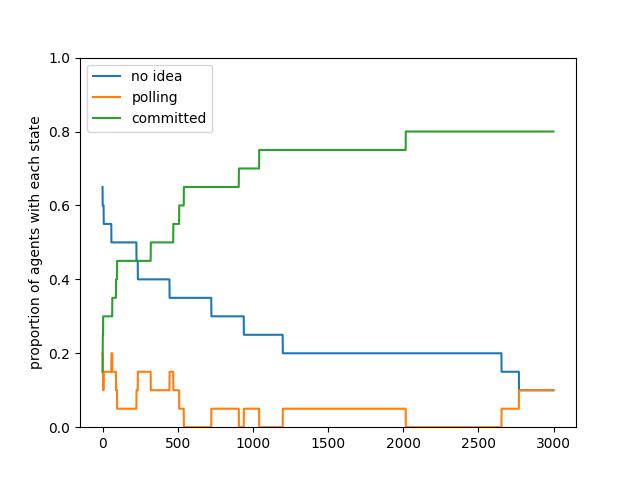 1.0
0.8
0.6
0.4
0.2
0.0
proportion of agents with each state
no idea
polling
committed
0 500 1000 1500 2000 2500 3000